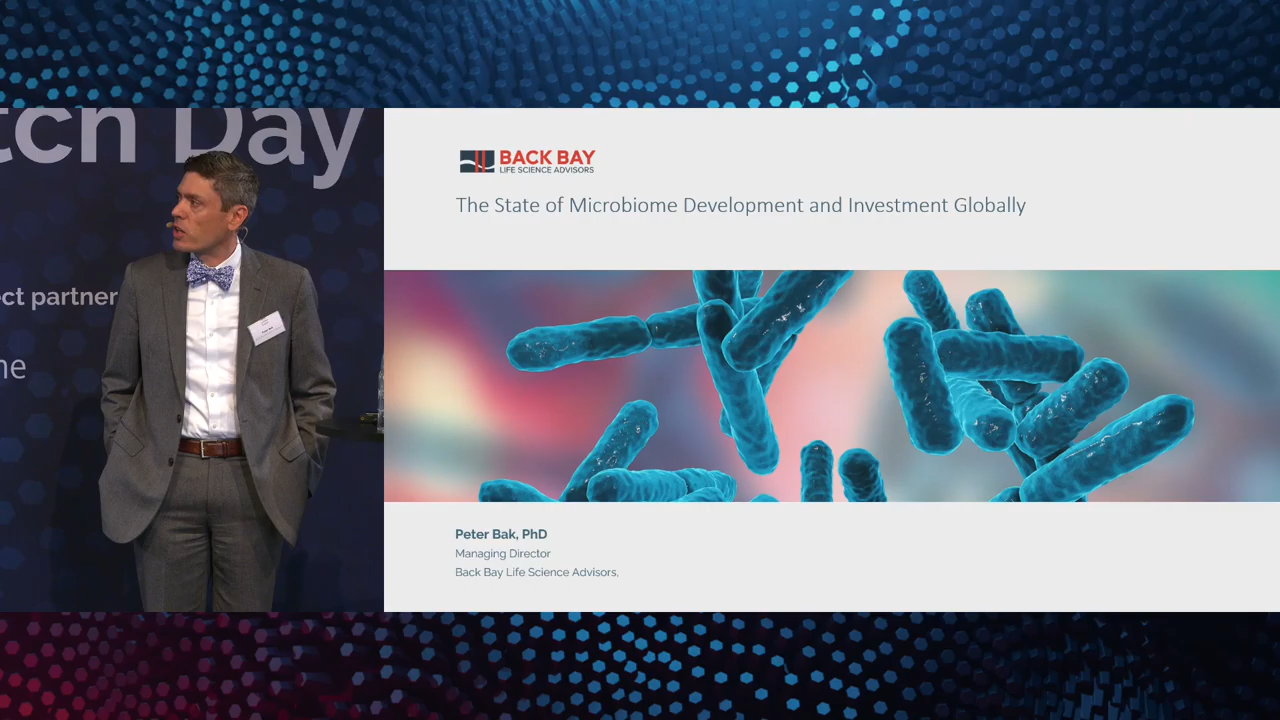 tch Day
ect partner
ne
BACK BAY
LIFE SCIENCE ADVISORS
The State of Microbiome Development and Investment Globally
Peter Bak, PhD
Managing Director
Back Bay Life Science Advisors,